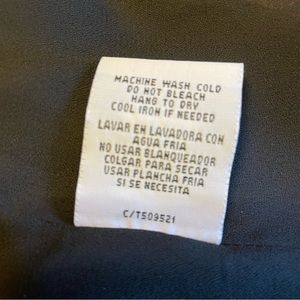 MACHINE WASH COLD
DO NOT BLEACH
HANG TO DRY
COOL IRON IF NEEDED
LAVAR EN LAVADORA CON
AGUA FRIA
NO USAR BLANQUEADOR
COLGAR PARA SECAR
USAR PLANCHA FRIA
SI SE NECESITA
C/T509521